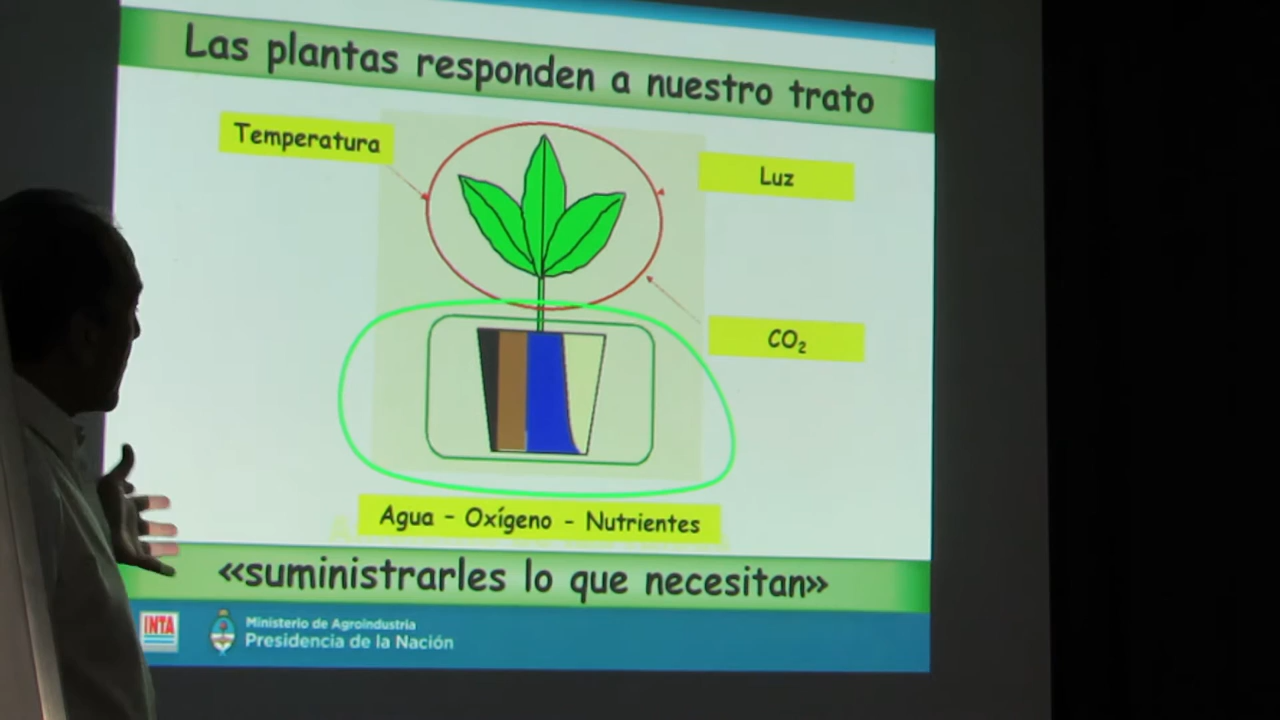 Las plantas responden a nuestro trato
Temperatura
Luz
CO₂
Agua - Oxígeno - Nutrientes
«suministrarles lo que necesitan»
INTA
Ministerio de Agroindustria
Presidencia de la Nación